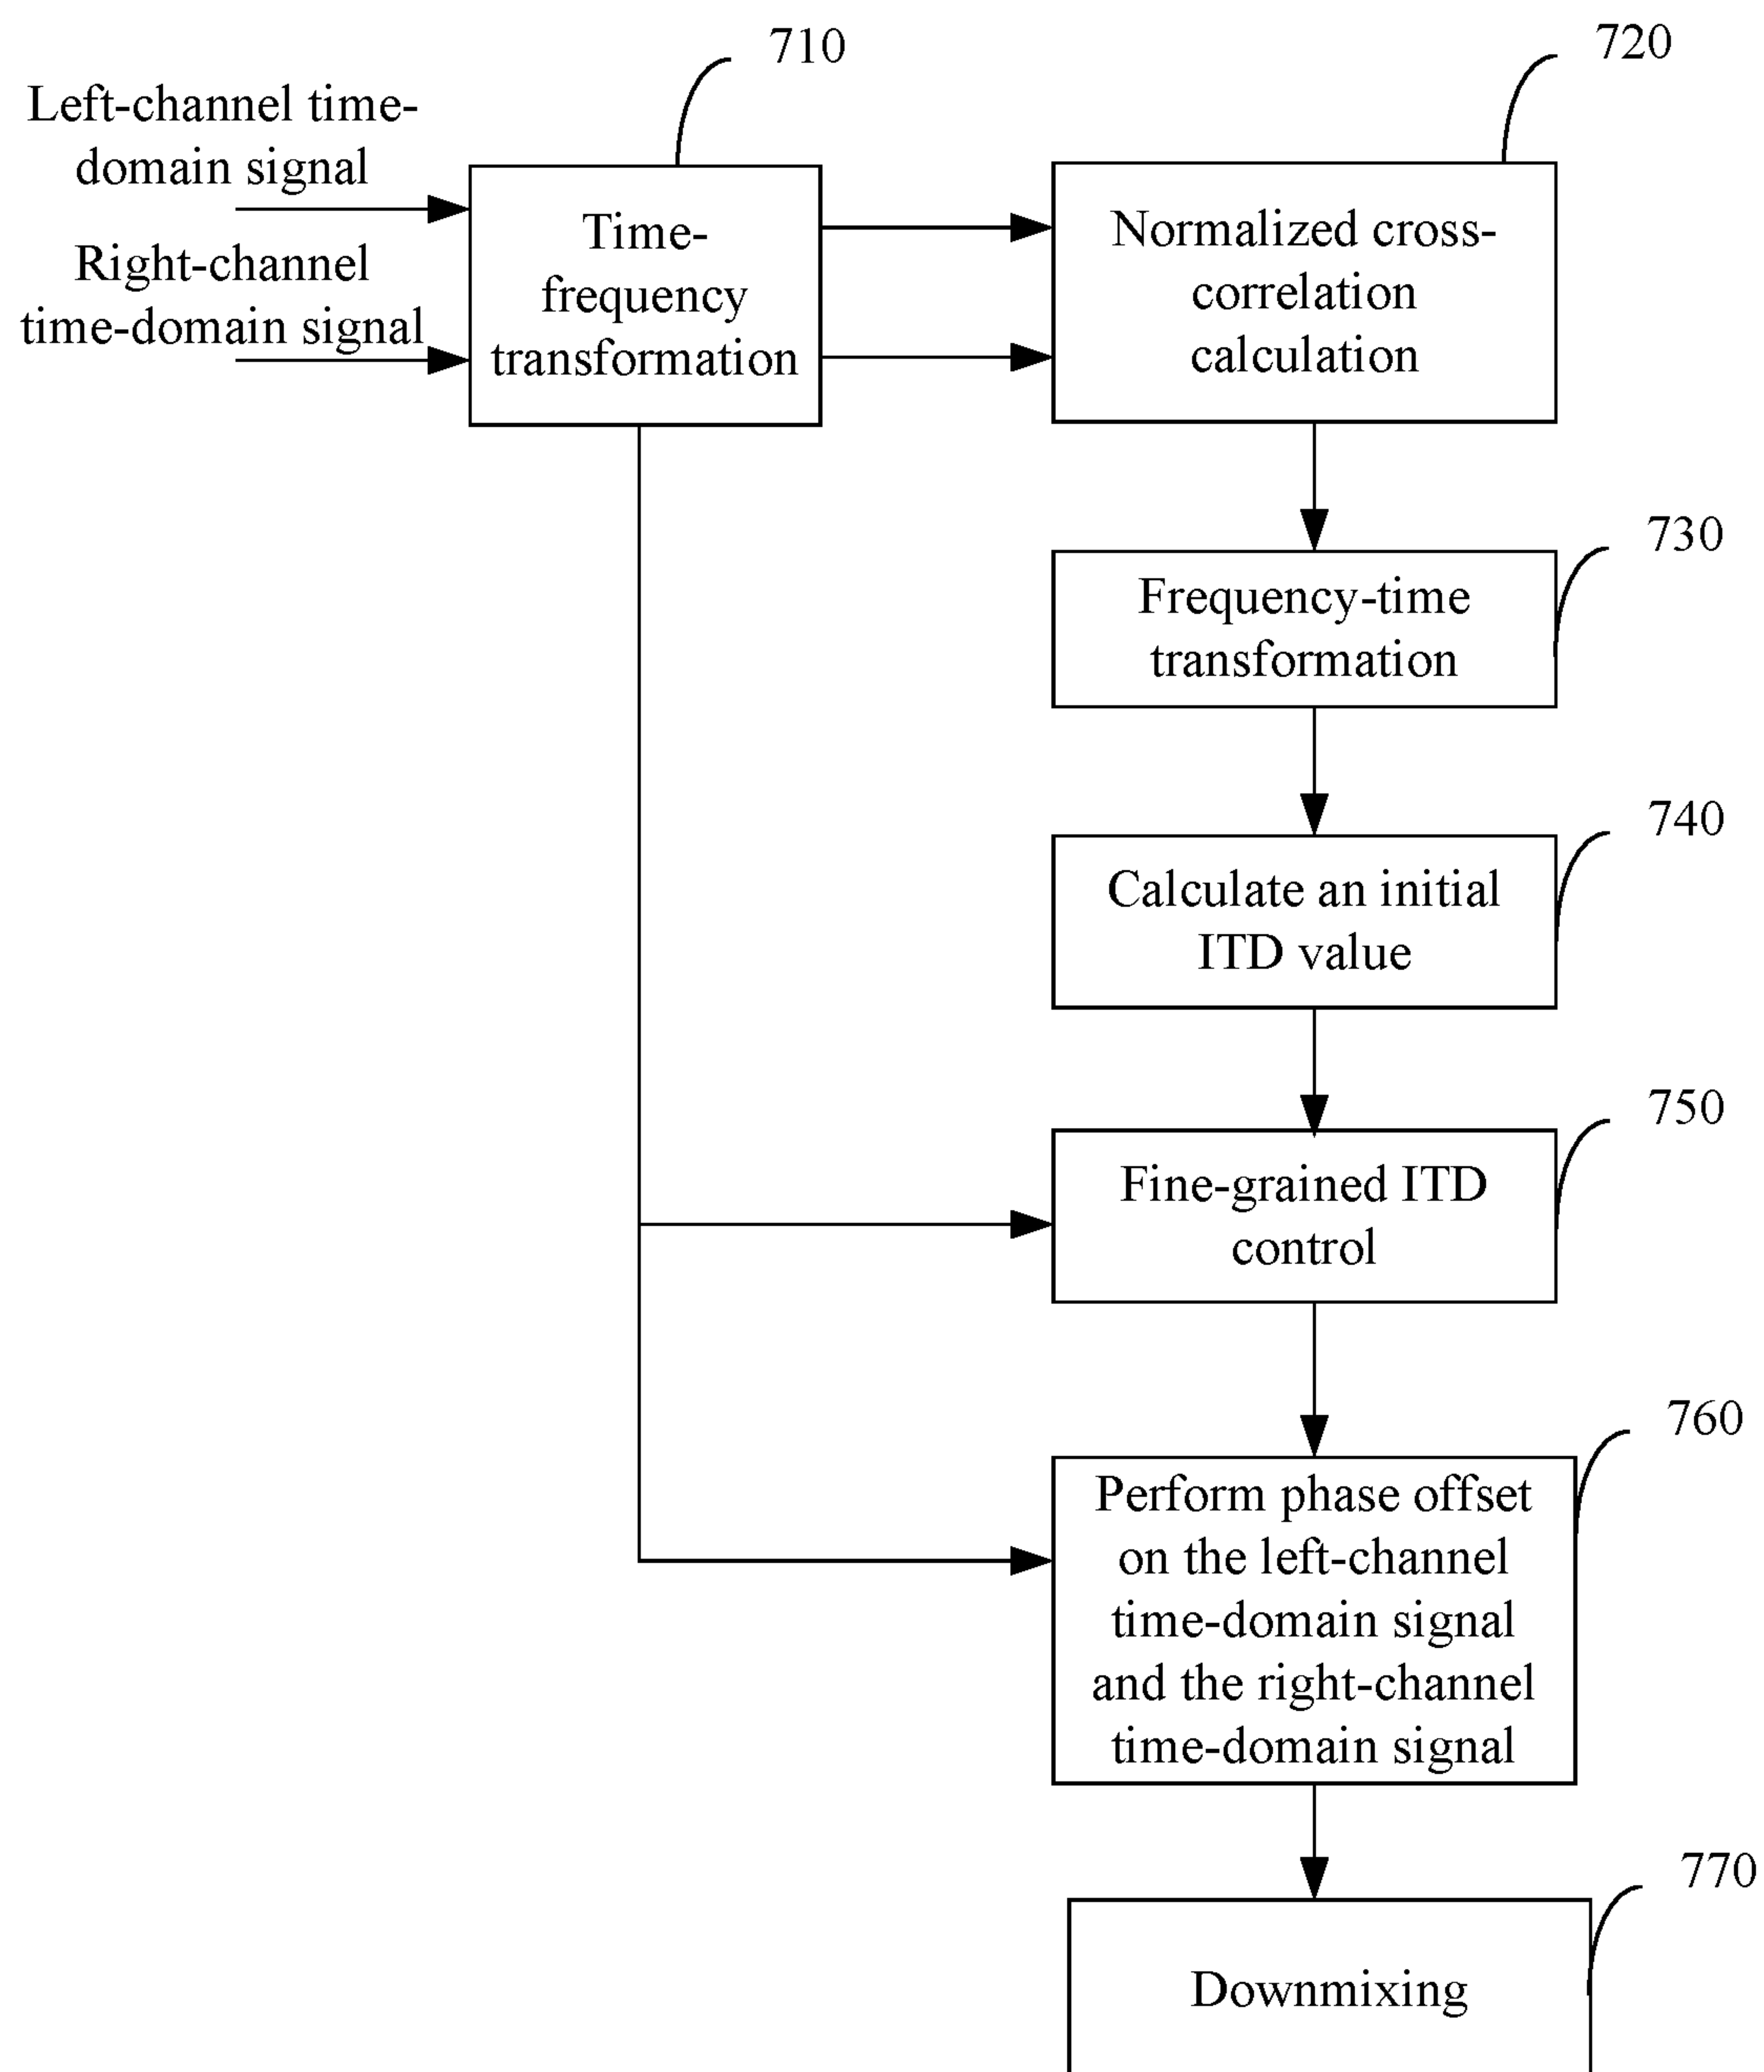 710
720
Left-channel time-
domain signal
Right-channel
time-domain signal
Time-
frequency
transformation
Normalized cross-
correlation
calculation
730
Frequency-time
transformation
740
Calculate an initial
ITD value
750
Fine-grained ITD
control
760
Perform phase offset
on the left-channel
time-domain signal
and the right-channel
time-domain signal
770
Downmixing